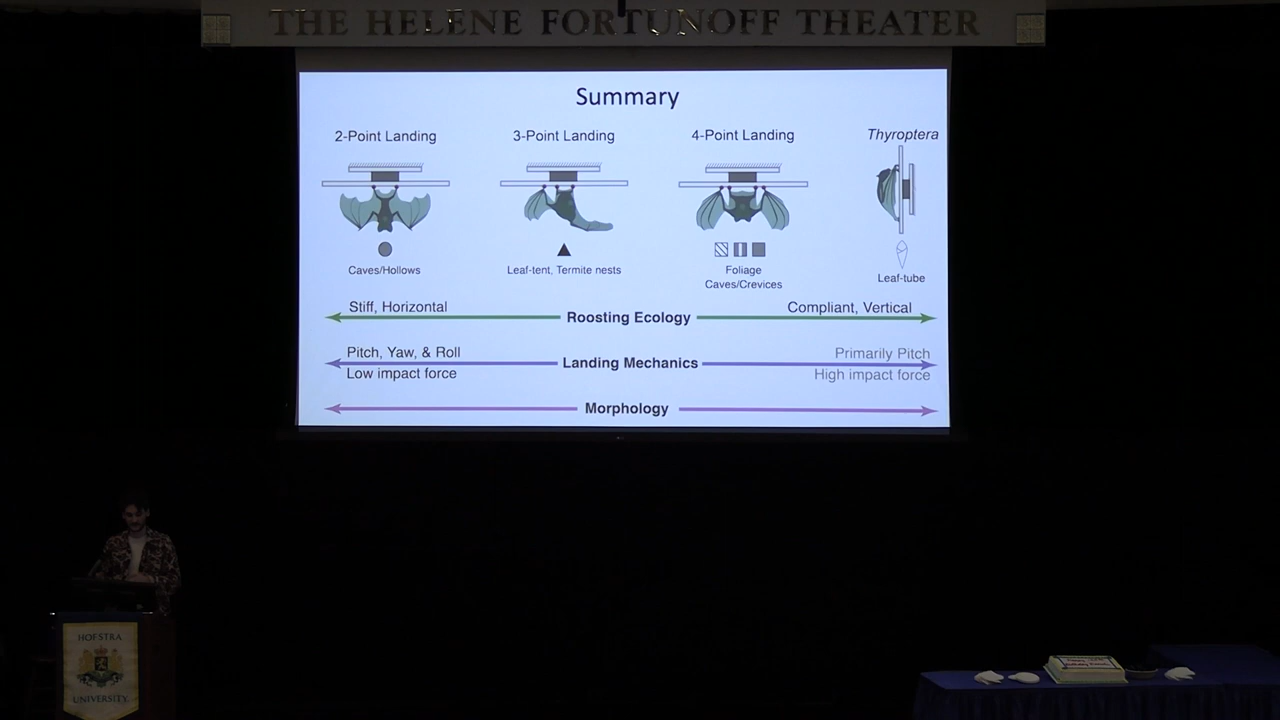 THE HELENE FORTUNOFF THEATER
Summary
2-Point Landing
3-Point Landing
4-Point Landing
Thyroptera
Caves/Hollows
Leaf-tent, Termite nests
Foliage
Caves/Crevices
Leaf-tube
Stiff, Horizontal
Roosting Ecology
Compliant, Vertical
Pitch, Yaw, & Roll
Low impact force
Landing Mechanics
Primarily Pitch
High impact force
Morphology
HOFSTRA
UNIVERSITY